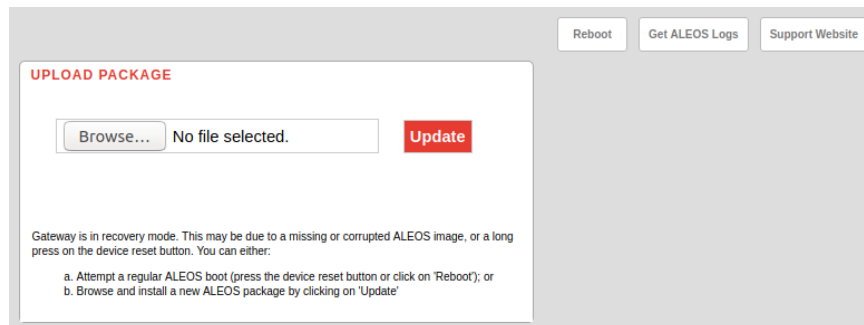 Reboot
Get ALEOS Logs
Support Website
UPLOAD PACKAGE
Browse...
No file selected.
Update
Gateway is in recovery mode. This may be due to a missing or corrupted ALEOS image, or a long
press on the device reset button. You can either:
a. Attempt a regular ALEOS boot (press the device reset button or click on 'Reboot'); or
b. Browse and install a new ALEOS package by clicking on 'Update'